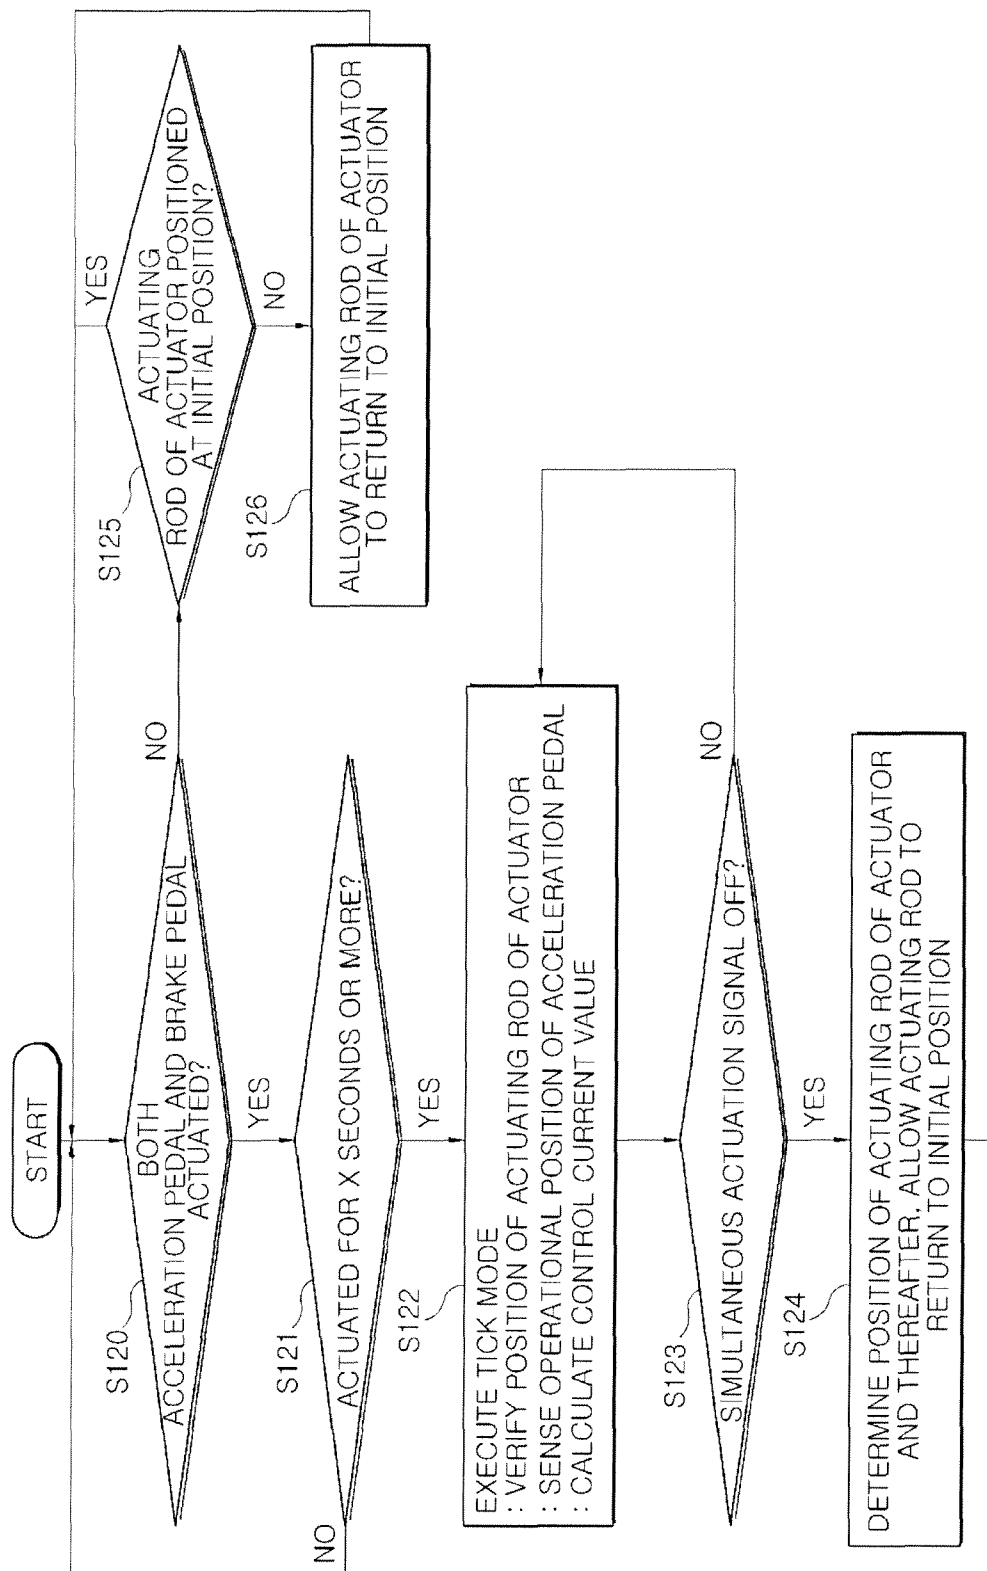 START
BOTH
ACCELERATION PEDAL AND BRAKE PEDAL
ACTUATED?
S120
NO
YES
ACTUATING
ROD OF ACTUATOR POSITIONED
AT INITIAL POSITION?
S125
YES
NO
S126
ALLOW ACTUATING ROD OF ACTUATOR
TO RETURN TO INITIAL POSITION
S121
ACTUATED FOR X SECONDS OR MORE?
NO
YES
S122
EXECUTE TICK MODE
: VERIFY POSITION OF ACTUATING ROD OF ACTUATOR
: SENSE OPERATIONAL POSITION OF ACCELERATION PEDAL
: CALCULATE CONTROL CURRENT VALUE
S123
SIMULTANEOUS ACTUATION SIGNAL OFF?
NO
YES
S124
DETERMINE POSITION OF ACTUATING ROD OF ACTUATOR
AND THEREAFTER, ALLOW ACTUATING ROD TO
RETURN TO INITIAL POSITION